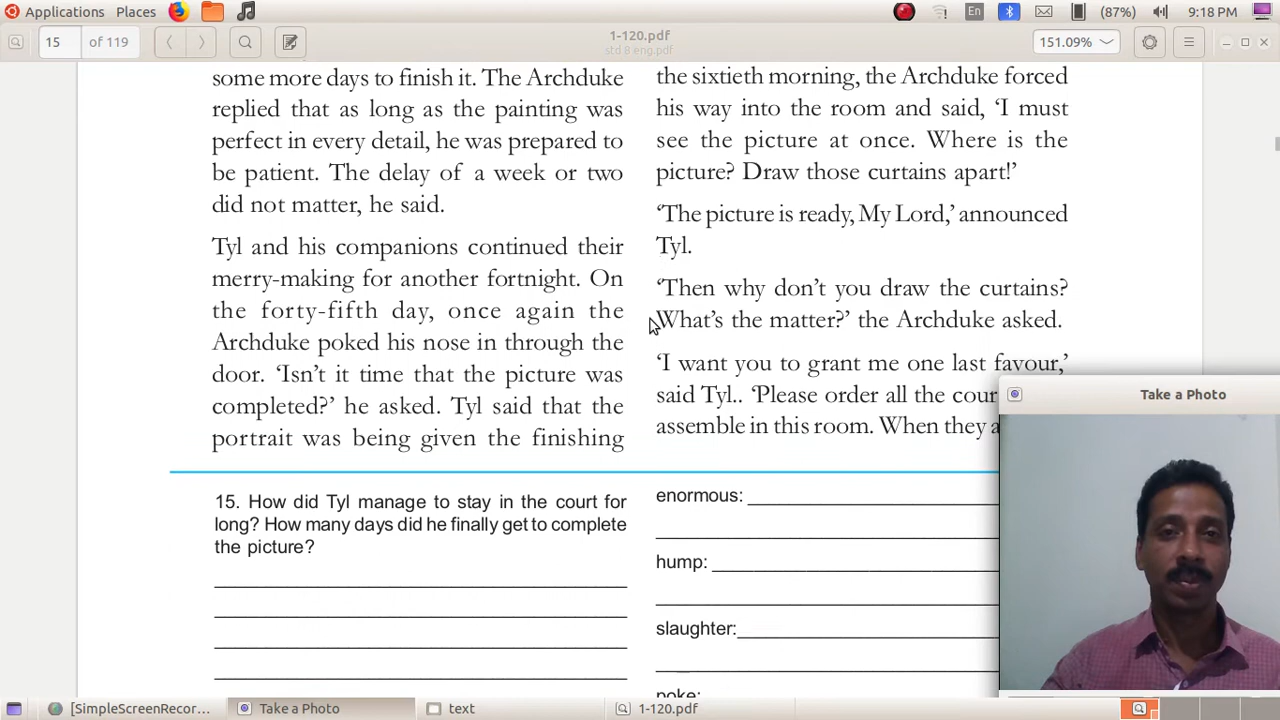 Applications Places
En
(87%)
9:18 PM
15 of 119
1-120.pdf
std 8 eng.pdf
151.09%
some more days to finish it. The Archduke
replied that as long as the painting was
perfect in every detail, he was prepared to
be patient. The delay of a week or two
did not matter, he said.
Tyl and his companions continued their
merry-making for another fortnight. On
the forty-fifth day, once again the
Archduke poked his nose in through the
door. ‘Isn’t it time that the picture was
completed?’ he asked. Tyl said that the
portrait was being given the finishing
the sixtieth morning, the Archduke forced
his way into the room and said, ‘I must
see the picture at once. Where is the
picture? Draw those curtains apart!’
‘The picture is ready, My Lord,’ announced
Tyl.
‘Then why don’t you draw the curtains?
What’s the matter?’ the Archduke asked.
‘I want you to grant me one last favour,’
said Tyl.. ‘Please order all the cour
assemble in this room. When they a
15. How did Tyl manage to stay in the court for
long? How many days did he finally get to complete
the picture?
enormous:
hump:
slaughter:
poke:
Take a Photo
[SimpleScreenRecor...
Take a Photo
text
1-120.pdf